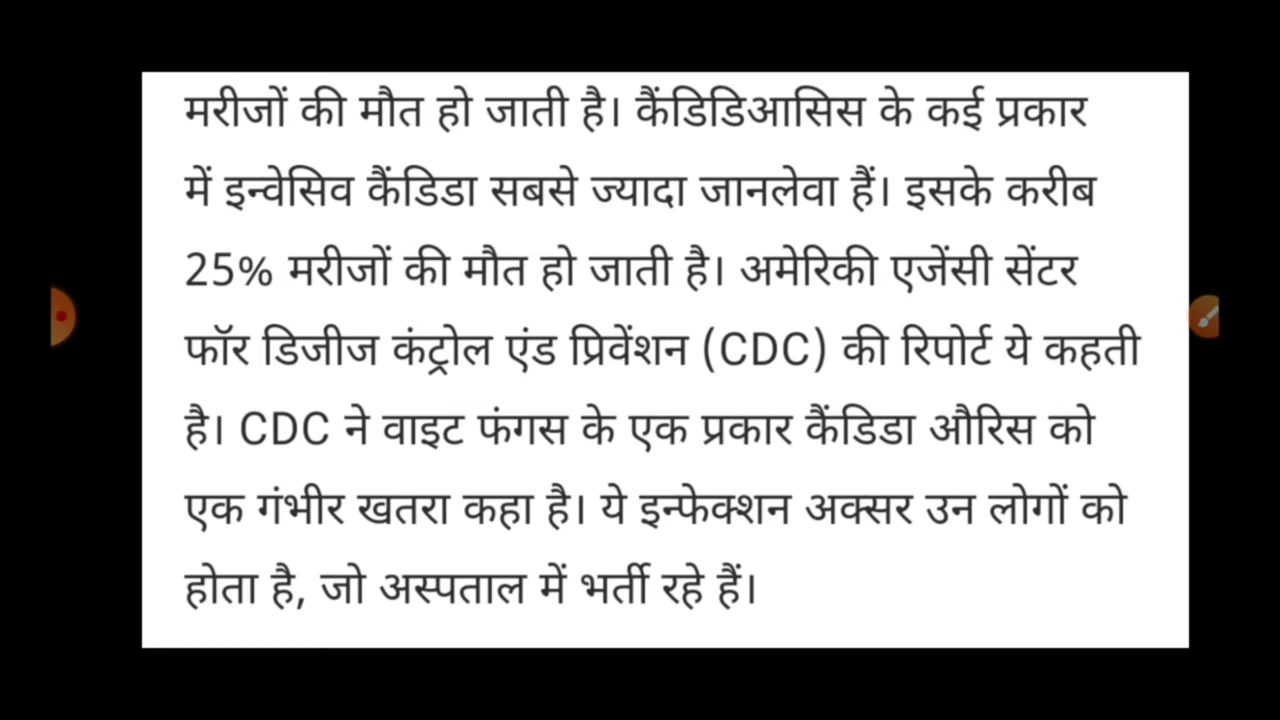 मरीजों की मौत हो जाती है। कैंडिडिआसिस के कई प्रकार
में इन्वेसिव कैंडिडा सबसे ज्यादा जानलेवा हैं। इसके करीब
25% मरीजों की मौत हो जाती है। अमेरिकी एजेंसी सेंटर
फॉर डिजीज कंट्रोल एंड प्रिवेंशन (CDC) की रिपोर्ट ये कहती
है। CDC ने वाइट फंगस के एक प्रकार कैंडिडा औरिस को
एक गंभीर खतरा कहा है। ये इन्फेक्शन अक्सर उन लोगों को
होता है, जो अस्पताल में भर्ती रहे हैं।